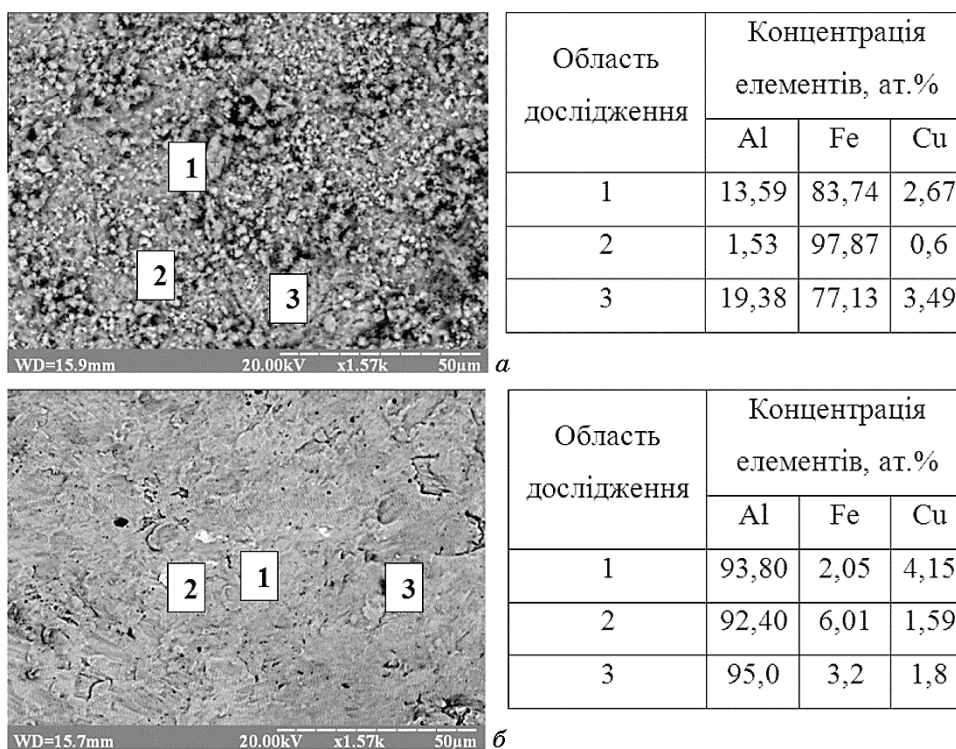 1
2
3
WD=15.9mm 20.00kV x1.57k 50µm
а
Область дослідження
Концентрація елементів, ат.%
Al Fe Cu
1 13,59 83,74 2,67
2 1,53 97,87 0,6
3 19,38 77,13 3,49
2 1 3
WD=15.7mm 20.00kV x1.57k 50µm
б
Область дослідження
Концентрація елементів, ат.%
Al Fe Cu
1 93,80 2,05 4,15
2 92,40 6,01 1,59
3 95,0 3,2 1,8